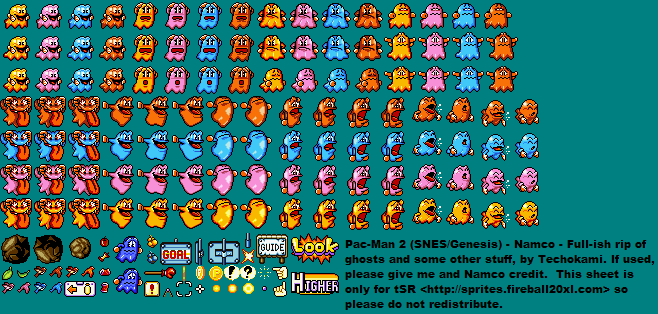 GOAL
GUIDE
Look
HIGHER
! ? ?
!
Pac-Man 2 (SNES/Genesis) - Namco - Full-ish rip of
ghosts and some other stuff, by Techokami. If used,
please give me and Namco credit. This sheet is
only for tSR <http://sprites.fireball20xl.com> so
please do not redistribute.